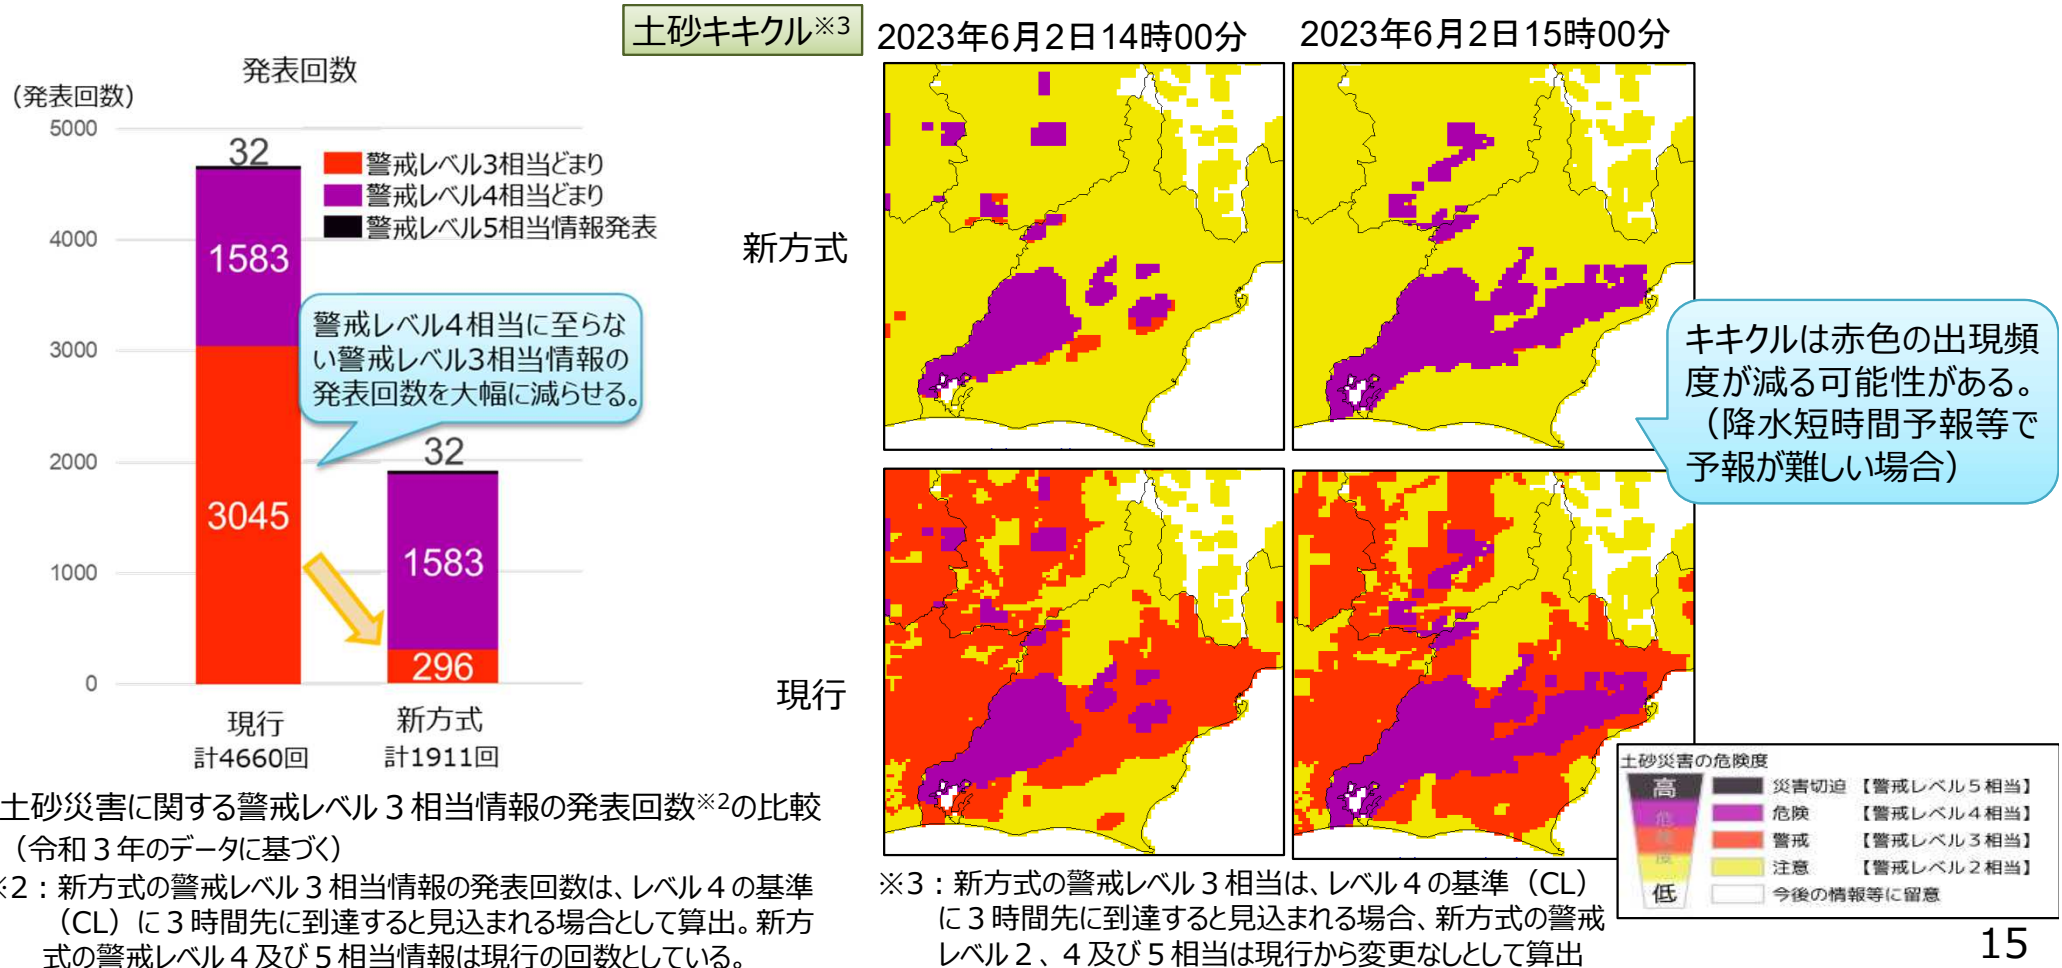 土砂キキクル※3
2023年6月2日14時00分
2023年6月2日15時00分
発表回数
(発表回数)
5000
4000
3000
2000
1000
0
32
1583
3045
警戒レベル3相当どまり
警戒レベル4相当どまり
警戒レベル5相当情報発表
警戒レベル4相当に至らな
い警戒レベル3相当情報の
発表回数を大幅に減らせる。
32
1583
296
現行
計4660回
新方式
計1911回
新方式
現行
キキクルは赤色の出現頻
度が減る可能性がある。
（降水短時間予報等で
予報が難しい場合）
土砂災害の危険度
高
危
険
度
低
災害切迫 【警戒レベル5相当】
危険 【警戒レベル4相当】
警戒 【警戒レベル3相当】
注意 【警戒レベル2相当】
今後の情報等に留意
土砂災害に関する警戒レベル３相当情報の発表回数※2の比較
（令和３年のデータに基づく）
※2：新方式の警戒レベル３相当情報の発表回数は、レベル４の基準
（CL）に３時間先に到達すると見込まれる場合として算出。新方
式の警戒レベル４及び５相当情報は現行の回数としている。
※3：新方式の警戒レベル３相当は、レベル４の基準（CL）
に３時間先に到達すると見込まれる場合、新方式の警戒
レベル２、４及び５相当は現行から変更なしとして算出
15